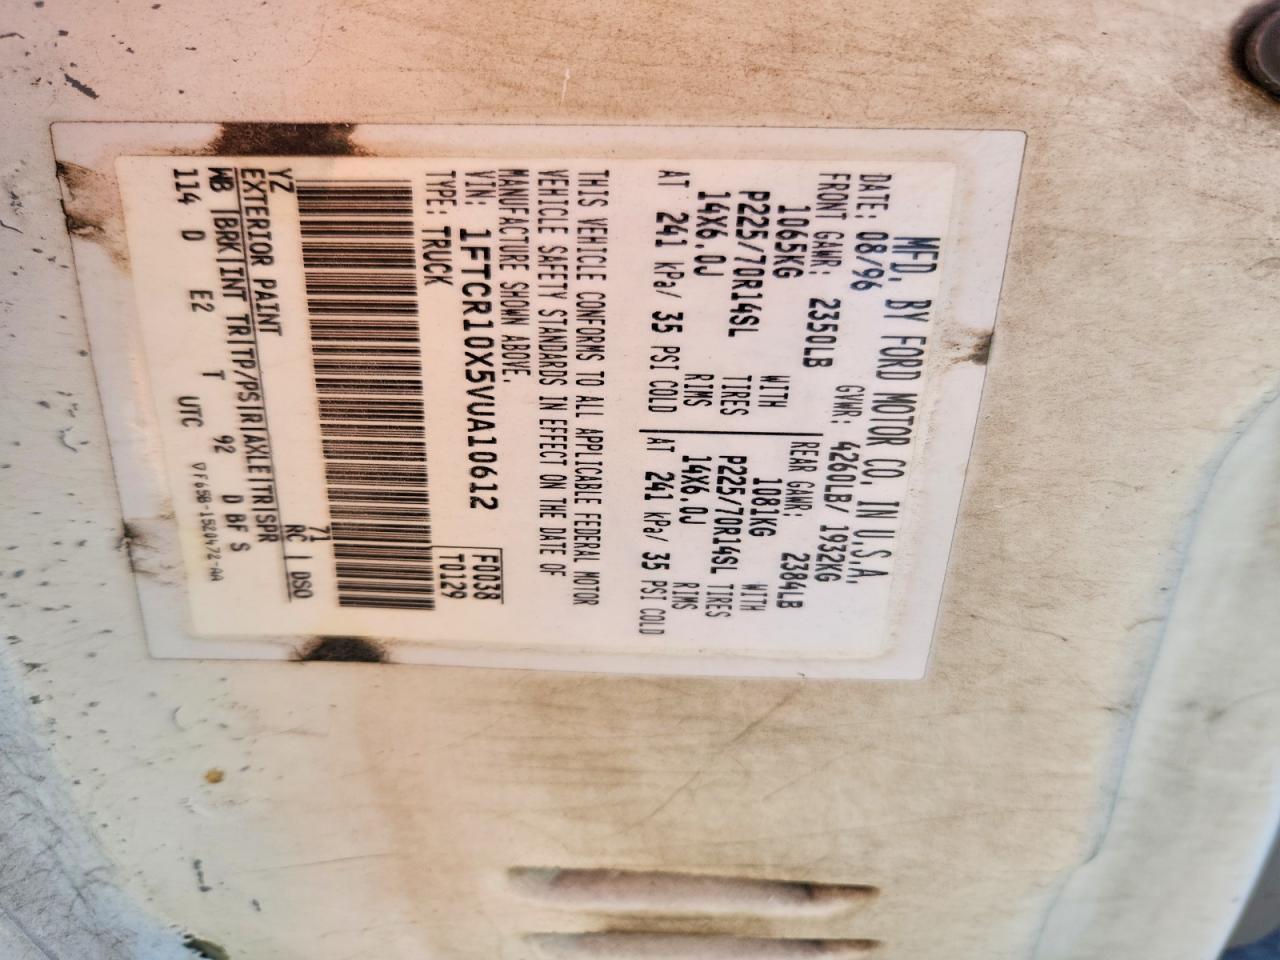 MFD. BY FORD MOTOR CO. IN U.S.A.
DATE: 08/96 GVWR: 4260LB/ 1932KG
FRONT GAWR: 2350LB REAR GAWR: 2384LB
1065KG WITH 1081KG WITH
P225/70R14SL TIRES P225/70R14SL TIRES
14X6.0J RIMS 14X6.0J RIMS
AT 241 kPa/ 35 PSI COLD AT 241 kPa/ 35 PSI COLD
THIS VEHICLE CONFORMS TO ALL APPLICABLE FEDERAL MOTOR
VEHICLE SAFETY STANDARDS IN EFFECT ON THE DATE OF
MANUFACTURE SHOWN ABOVE.
VIN: 1FTCR10X5VUA10612 F0038
TYPE: TRUCK T0129
YZ 71
EXTERIOR PAINT RC | DSO
WB | BRK | INT TR | TP/PS | R | AXLE | TR | SPR
114 D E2 T 92 D BF S
UTC ▽F65B-1520472-AA